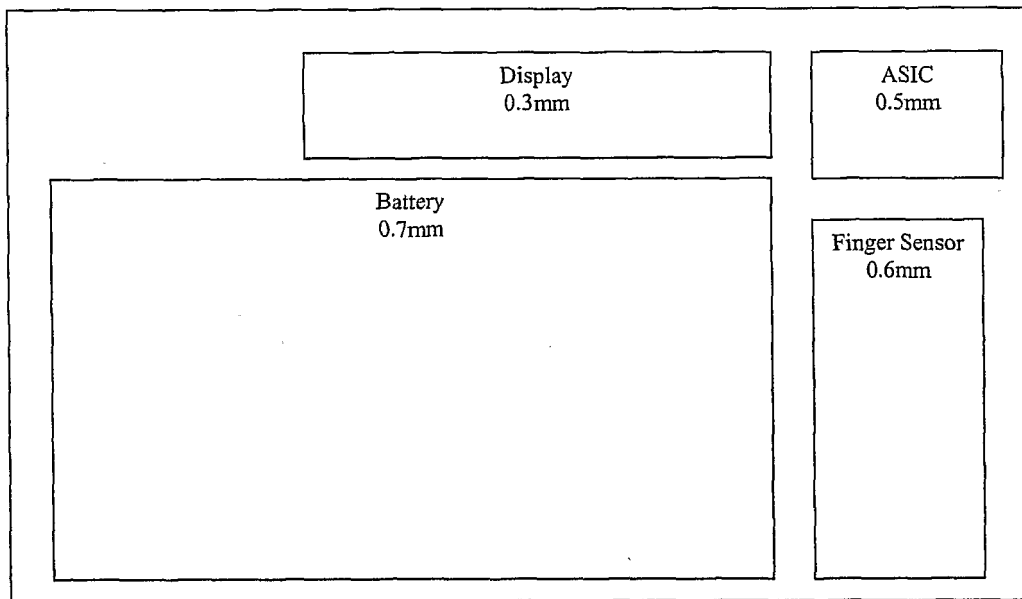 Display
0.3mm
ASIC
0.5mm
Battery
0.7mm
Finger Sensor
0.6mm